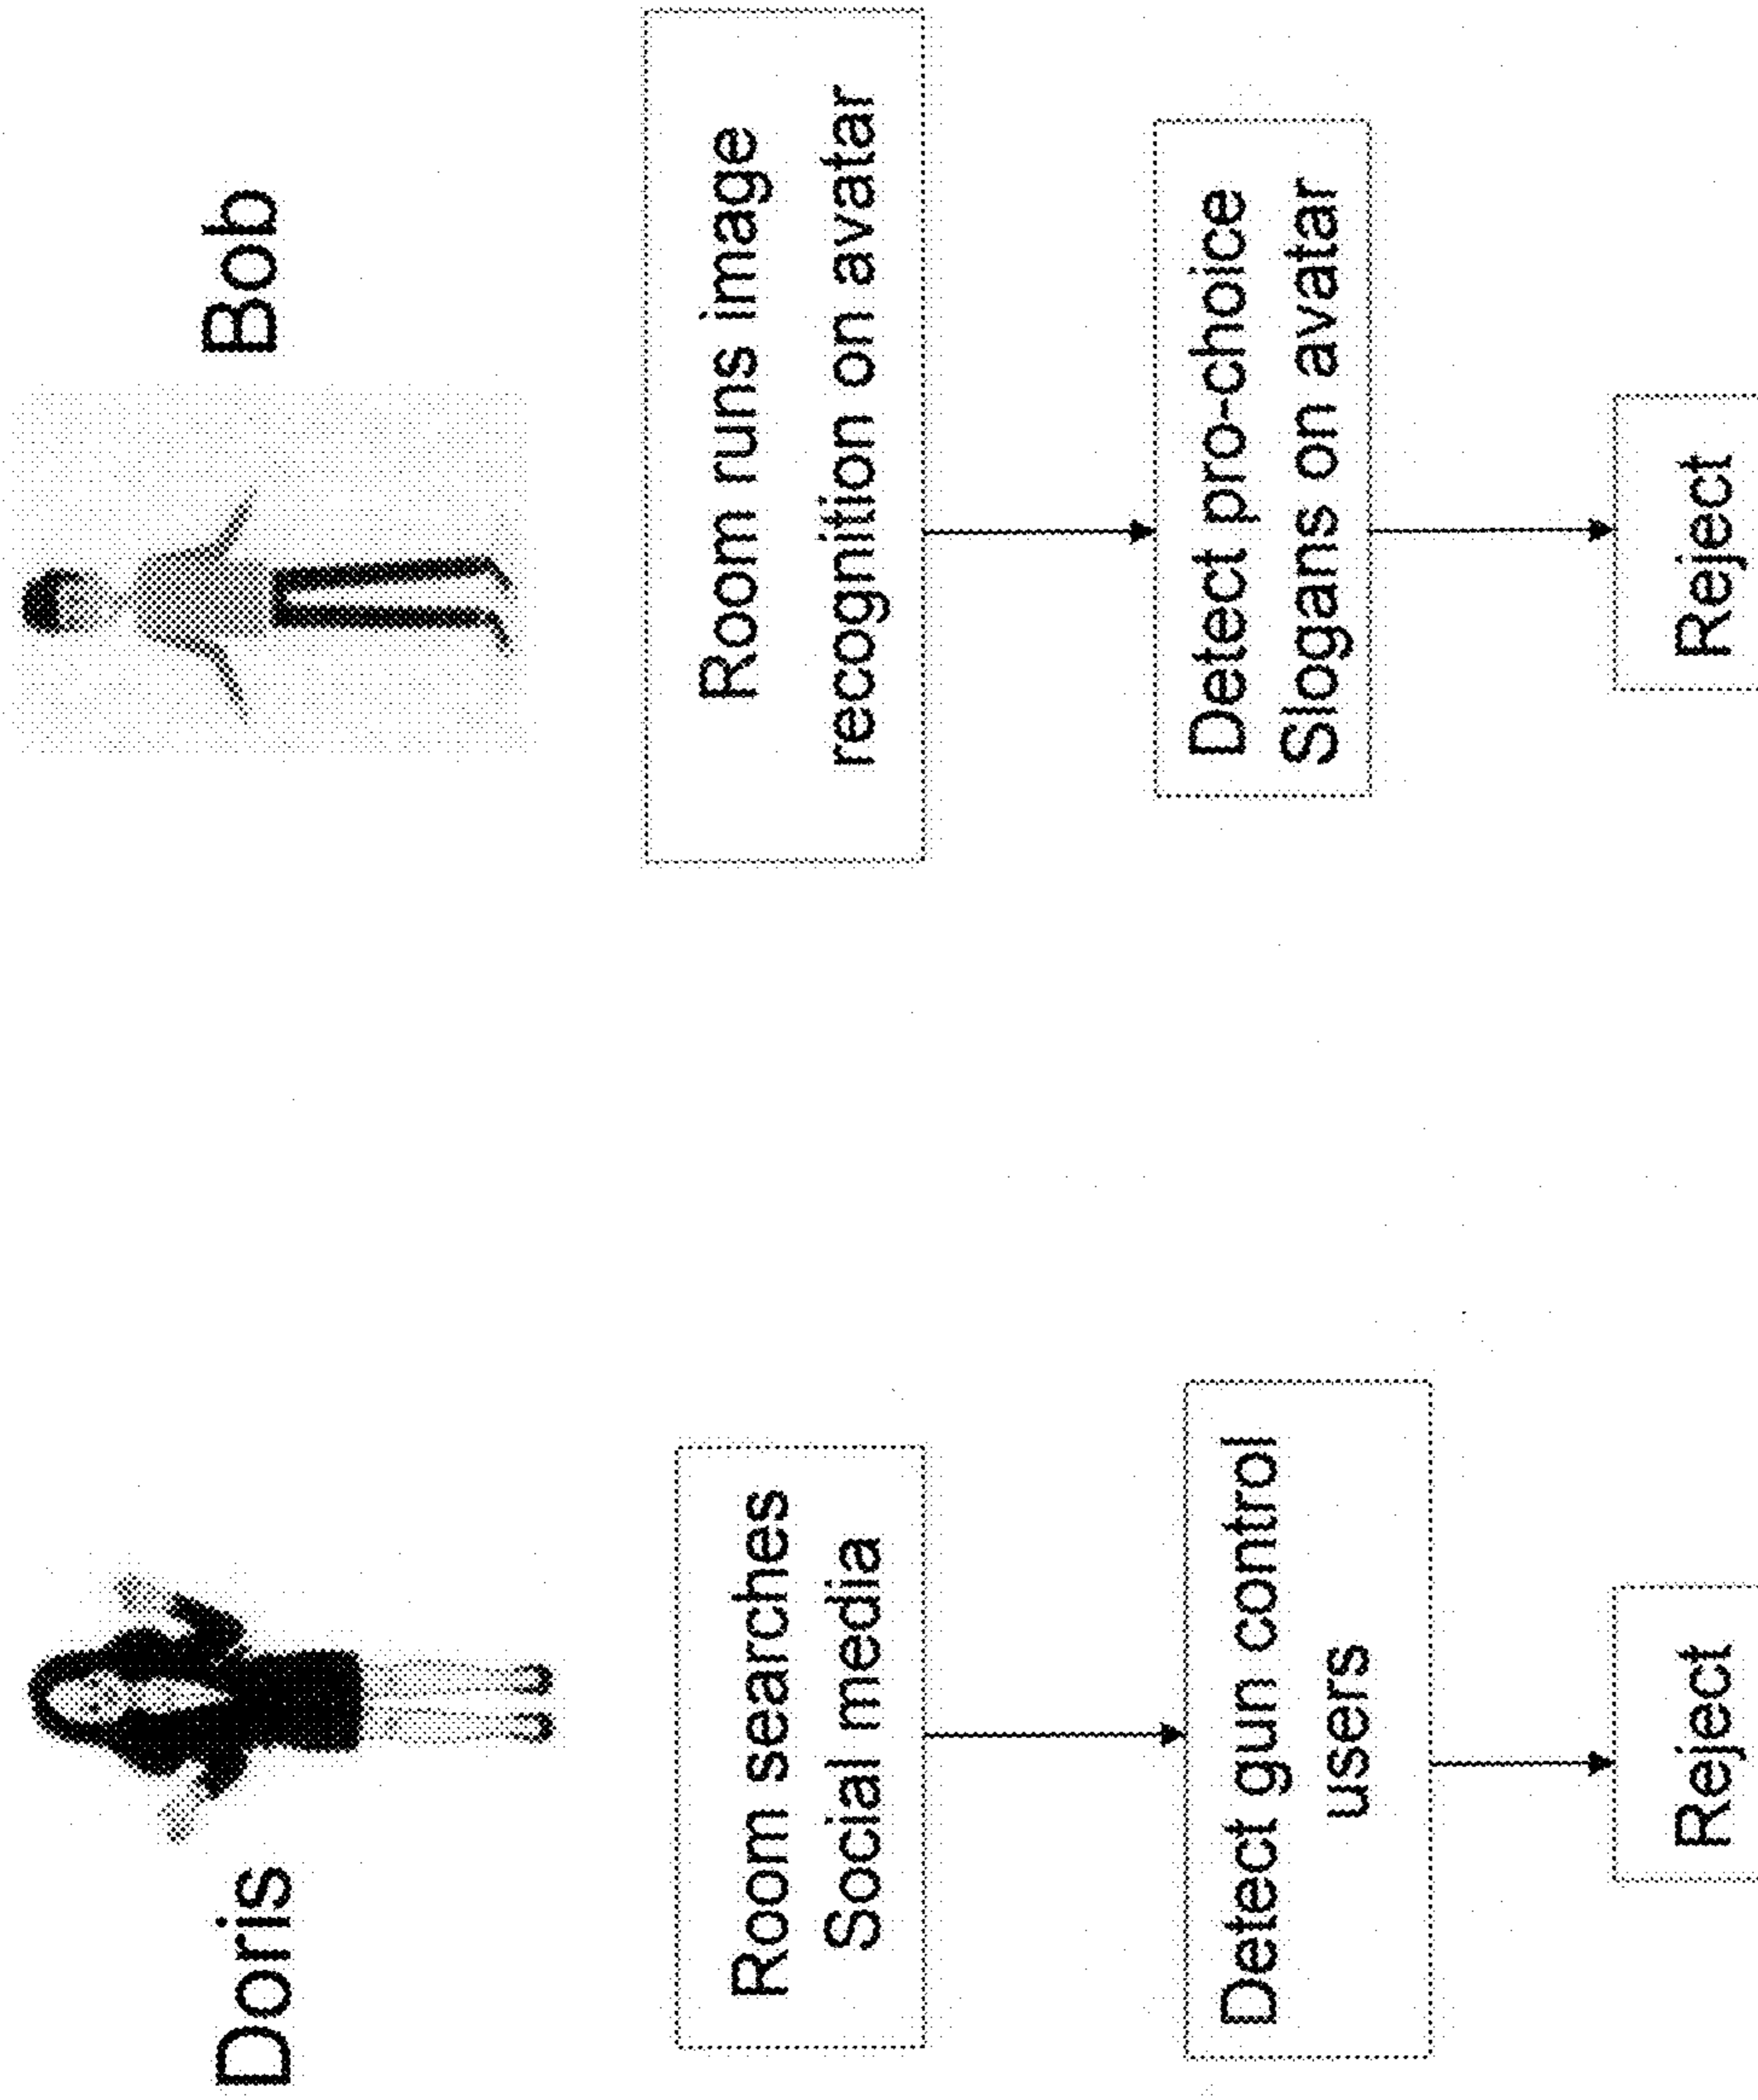 Doris
Room searches
Social media
Detect gun control
users
Reject
Bob
Room runs image
recognition on avatar
Detect pro-choice
Slogans on avatar
Reject